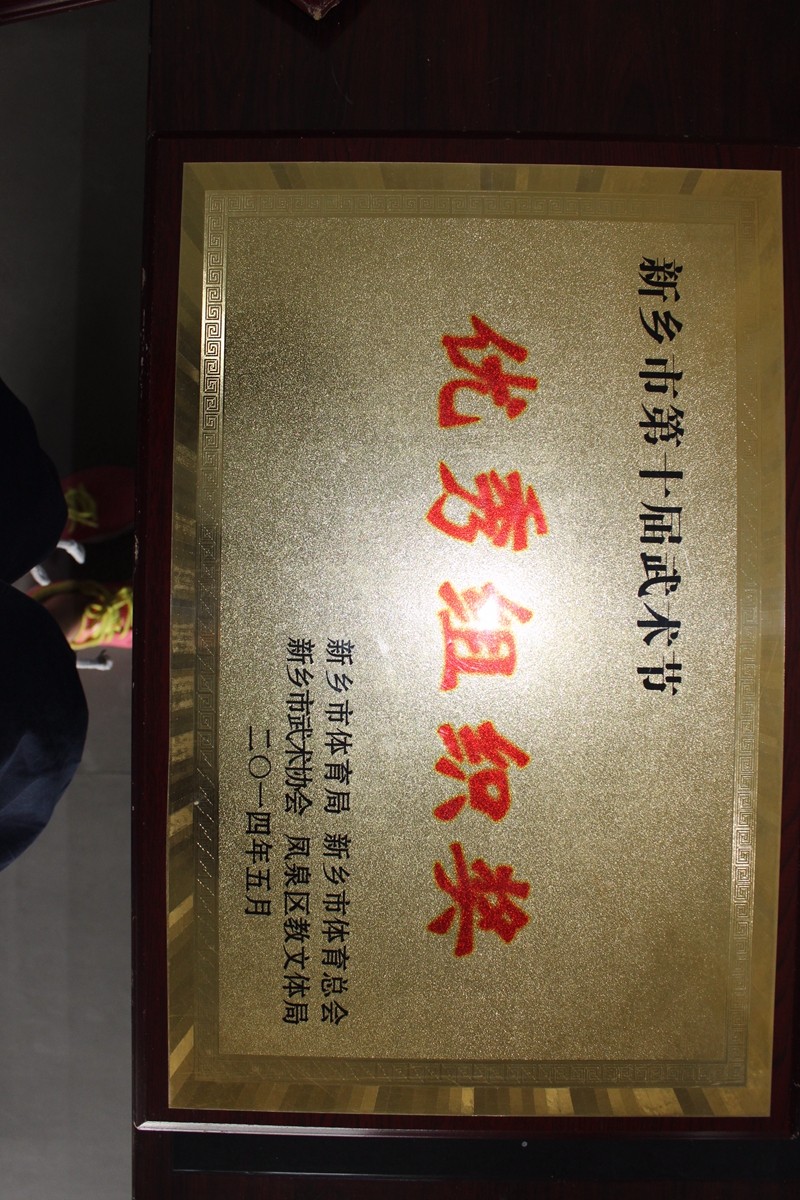 新乡市第十届武术节
优秀组织奖
新乡市体育局 新乡市体育总会
新乡市武术协会 凤泉区教文体局
二〇一四年五月